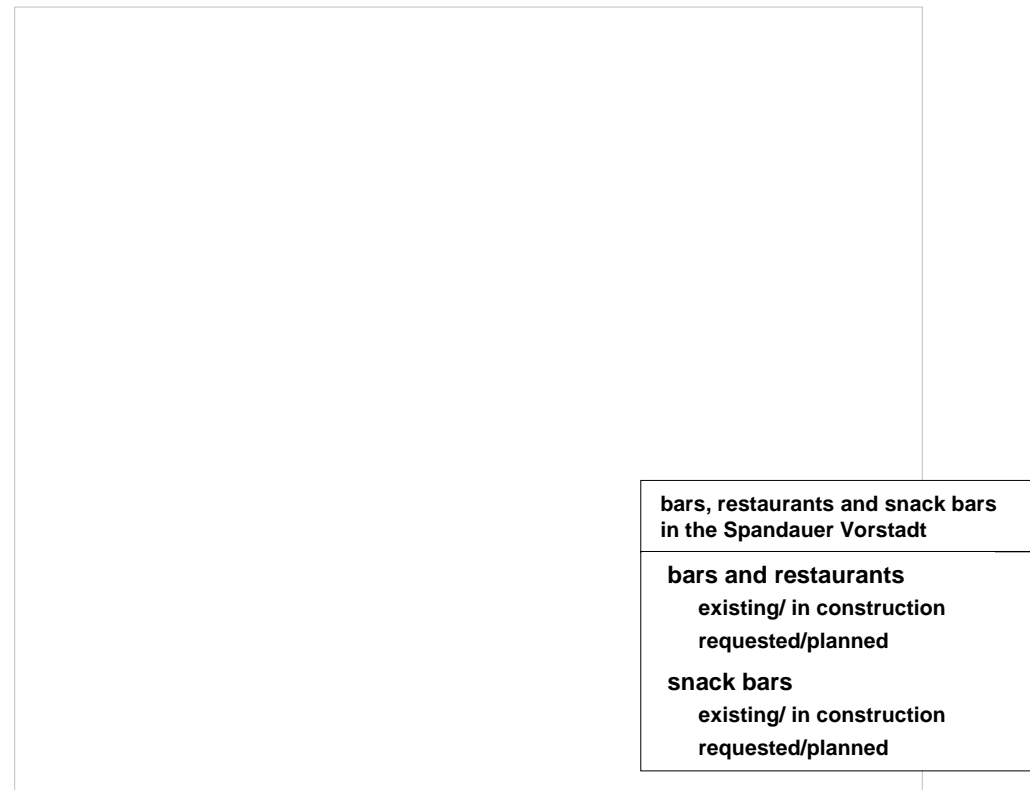 bars, restaurants and snack bars
in the Spandauer Vorstadt
bars and restaurants
existing/ in construction
requested/planned
snack bars
existing/ in construction
requested/planned